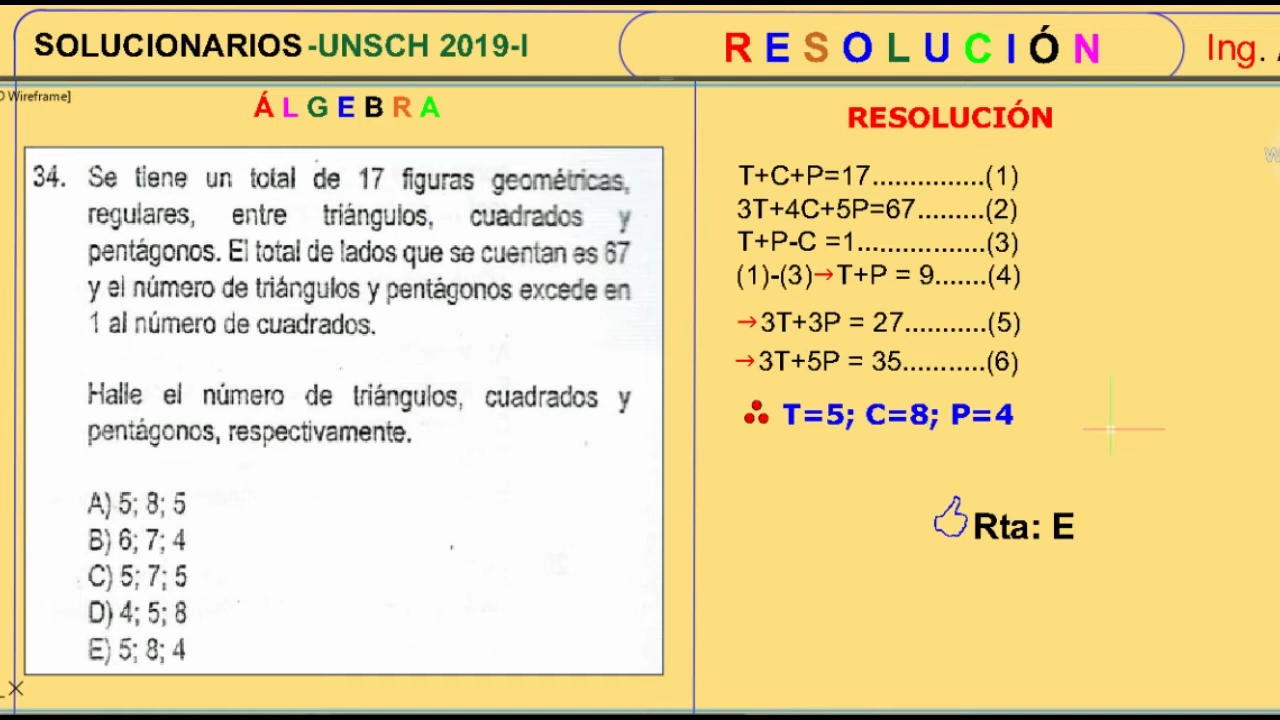 SOLUCIONARIOS-UNSCH 2019-I
RESOLUCIÓN
Ing.
Wireframe]
ÁLGEBRA
34. Se tiene un total de 17 figuras geométricas,
regulares, entre triángulos, cuadrados y
pentágonos. El total de lados que se cuentan es 67
y el número de triángulos y pentágonos excede en
1 al número de cuadrados.
Halle el número de triángulos, cuadrados y
pentágonos, respectivamente.
A) 5; 8; 5
B) 6; 7; 4
C) 5; 7; 5
D) 4; 5; 8
E) 5; 8; 4
RESOLUCIÓN
T+C+P=17...............(1)
3T+4C+5P=67.........(2)
T+P-C =1.................(3)
(1)-(3)→T+P = 9.......(4)
→3T+3P = 27...........(5)
→3T+5P = 35...........(6)
∴ T=5; C=8; P=4
Rta: E